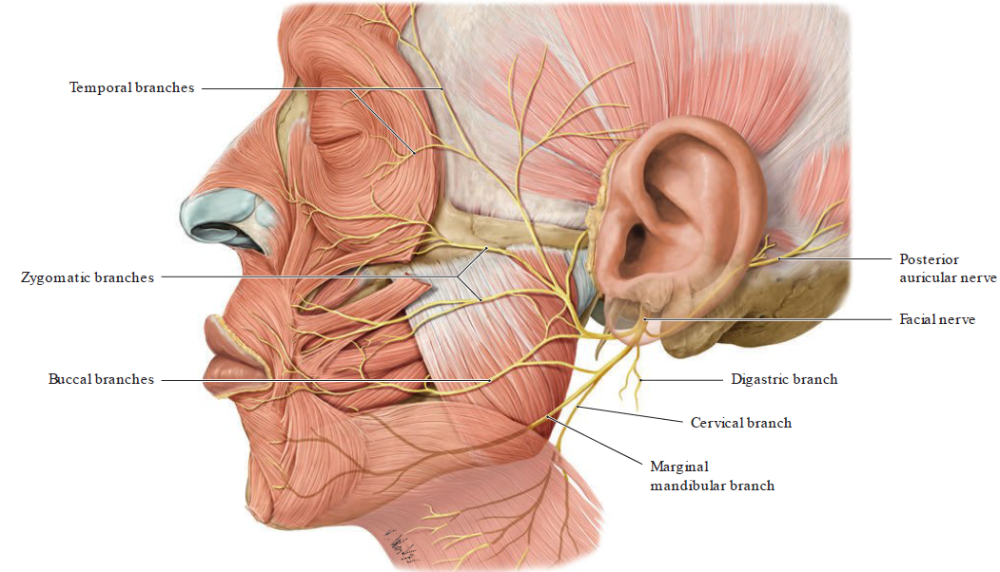 Temporal branches
Zygomatic branches
Buccal branches
Posterior
auricular nerve
Facial nerve
Digastric branch
Cervical branch
Marginal
mandibular branch